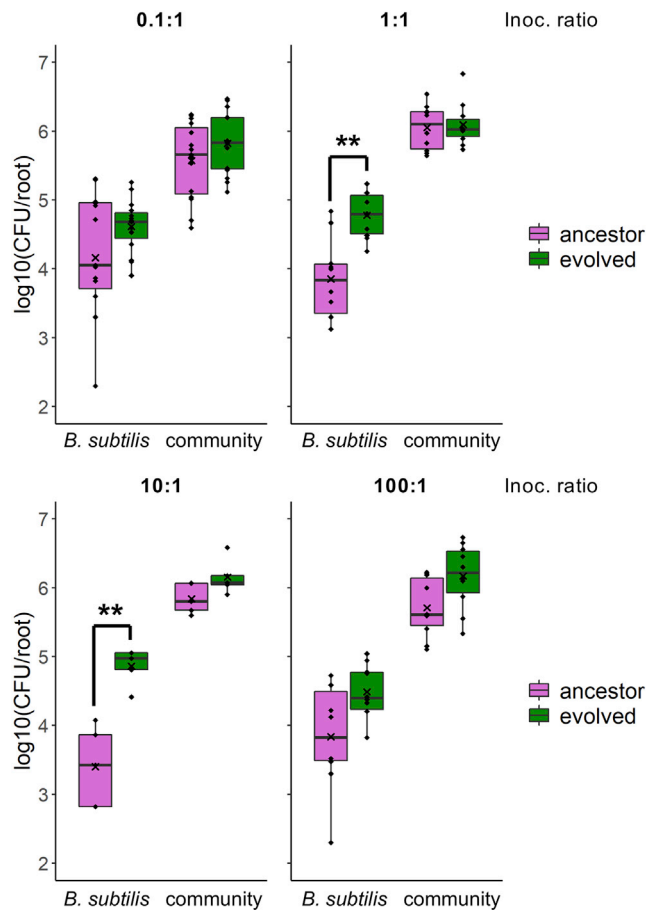 0.1:1 1:1 Inoc. ratio
7
6
5
4
3
2
log10(CFU/root)
**
ancestor
evolved
B. subtilis community B. subtilis community
10:1 100:1 Inoc. ratio
7
6
5
4
3
2
log10(CFU/root)
**
ancestor
evolved
B. subtilis community B. subtilis community